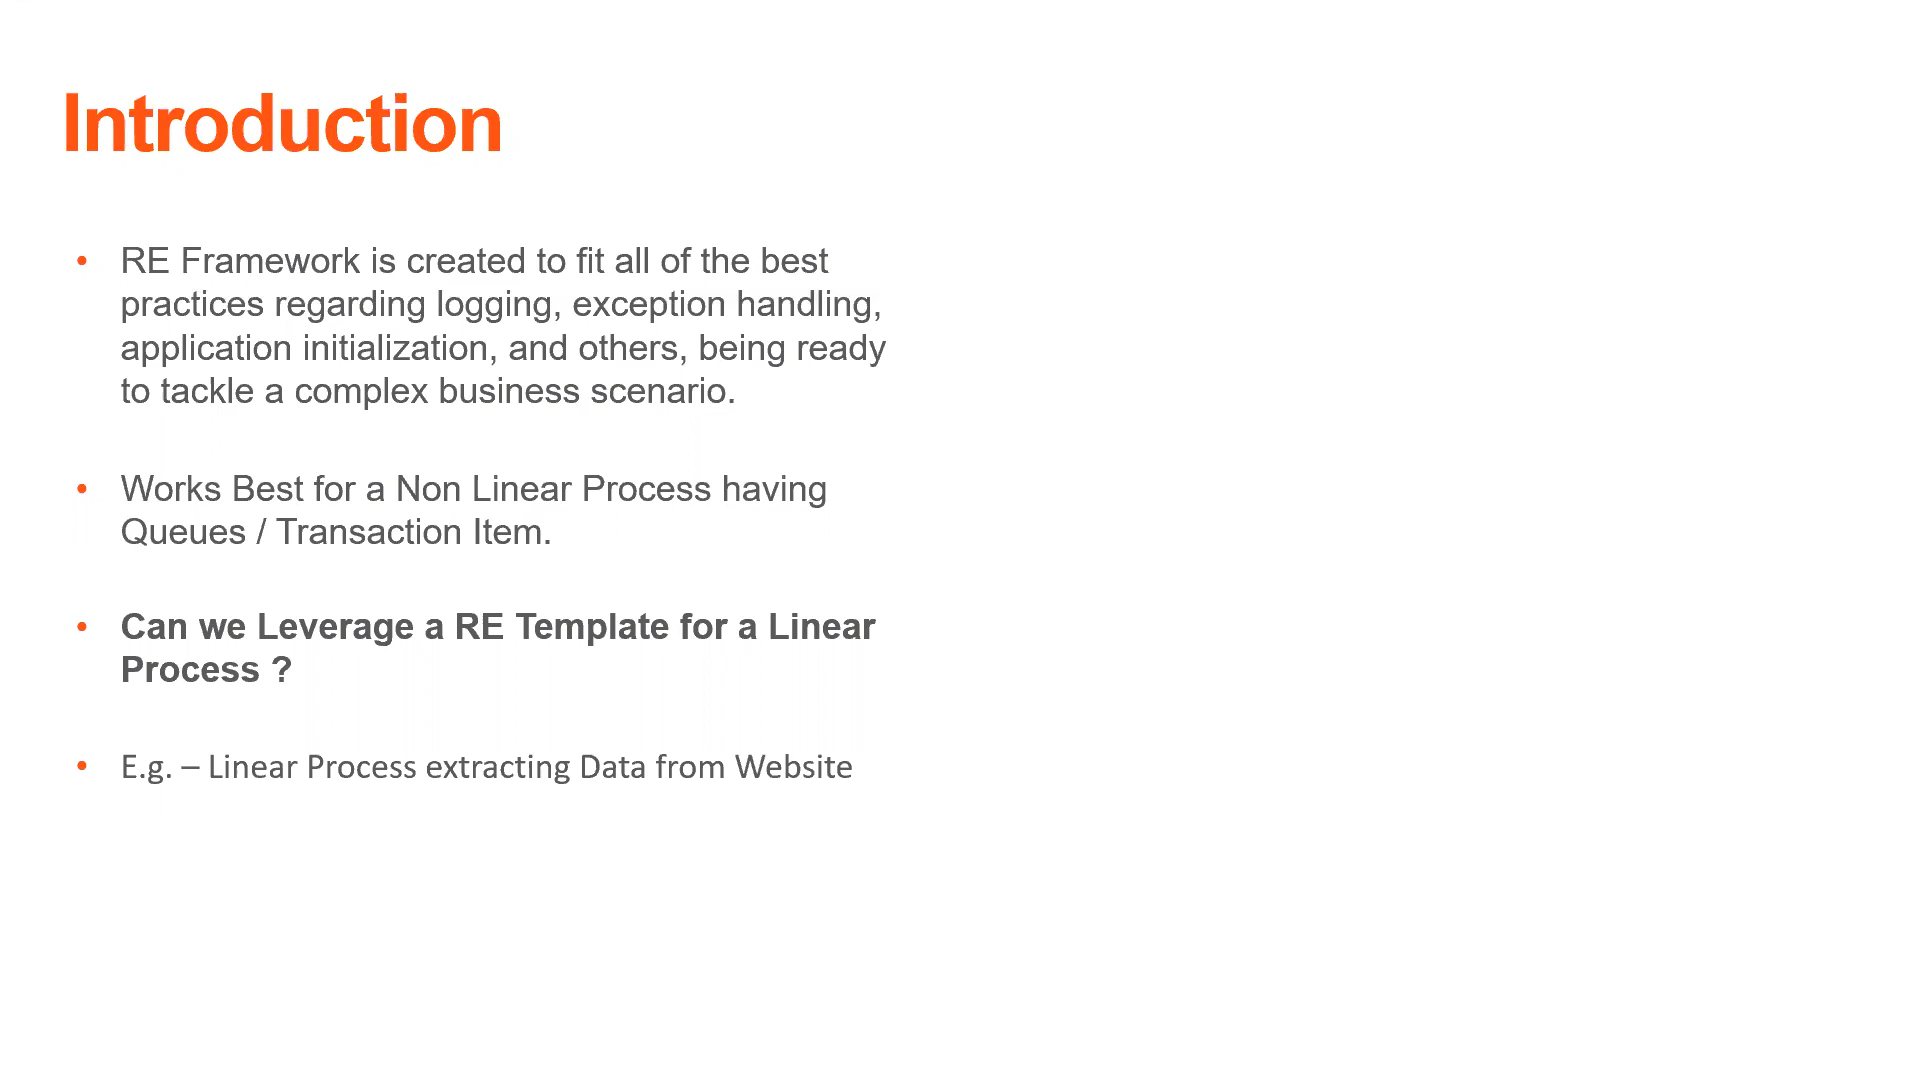 Introduction
• RE Framework is created to fit all of the best
practices regarding logging, exception handling,
application initialization, and others, being ready
to tackle a complex business scenario.
• Works Best for a Non Linear Process having
Queues / Transaction Item.
• Can we Leverage a RE Template for a Linear
Process ?
• E.g. – Linear Process extracting Data from Website